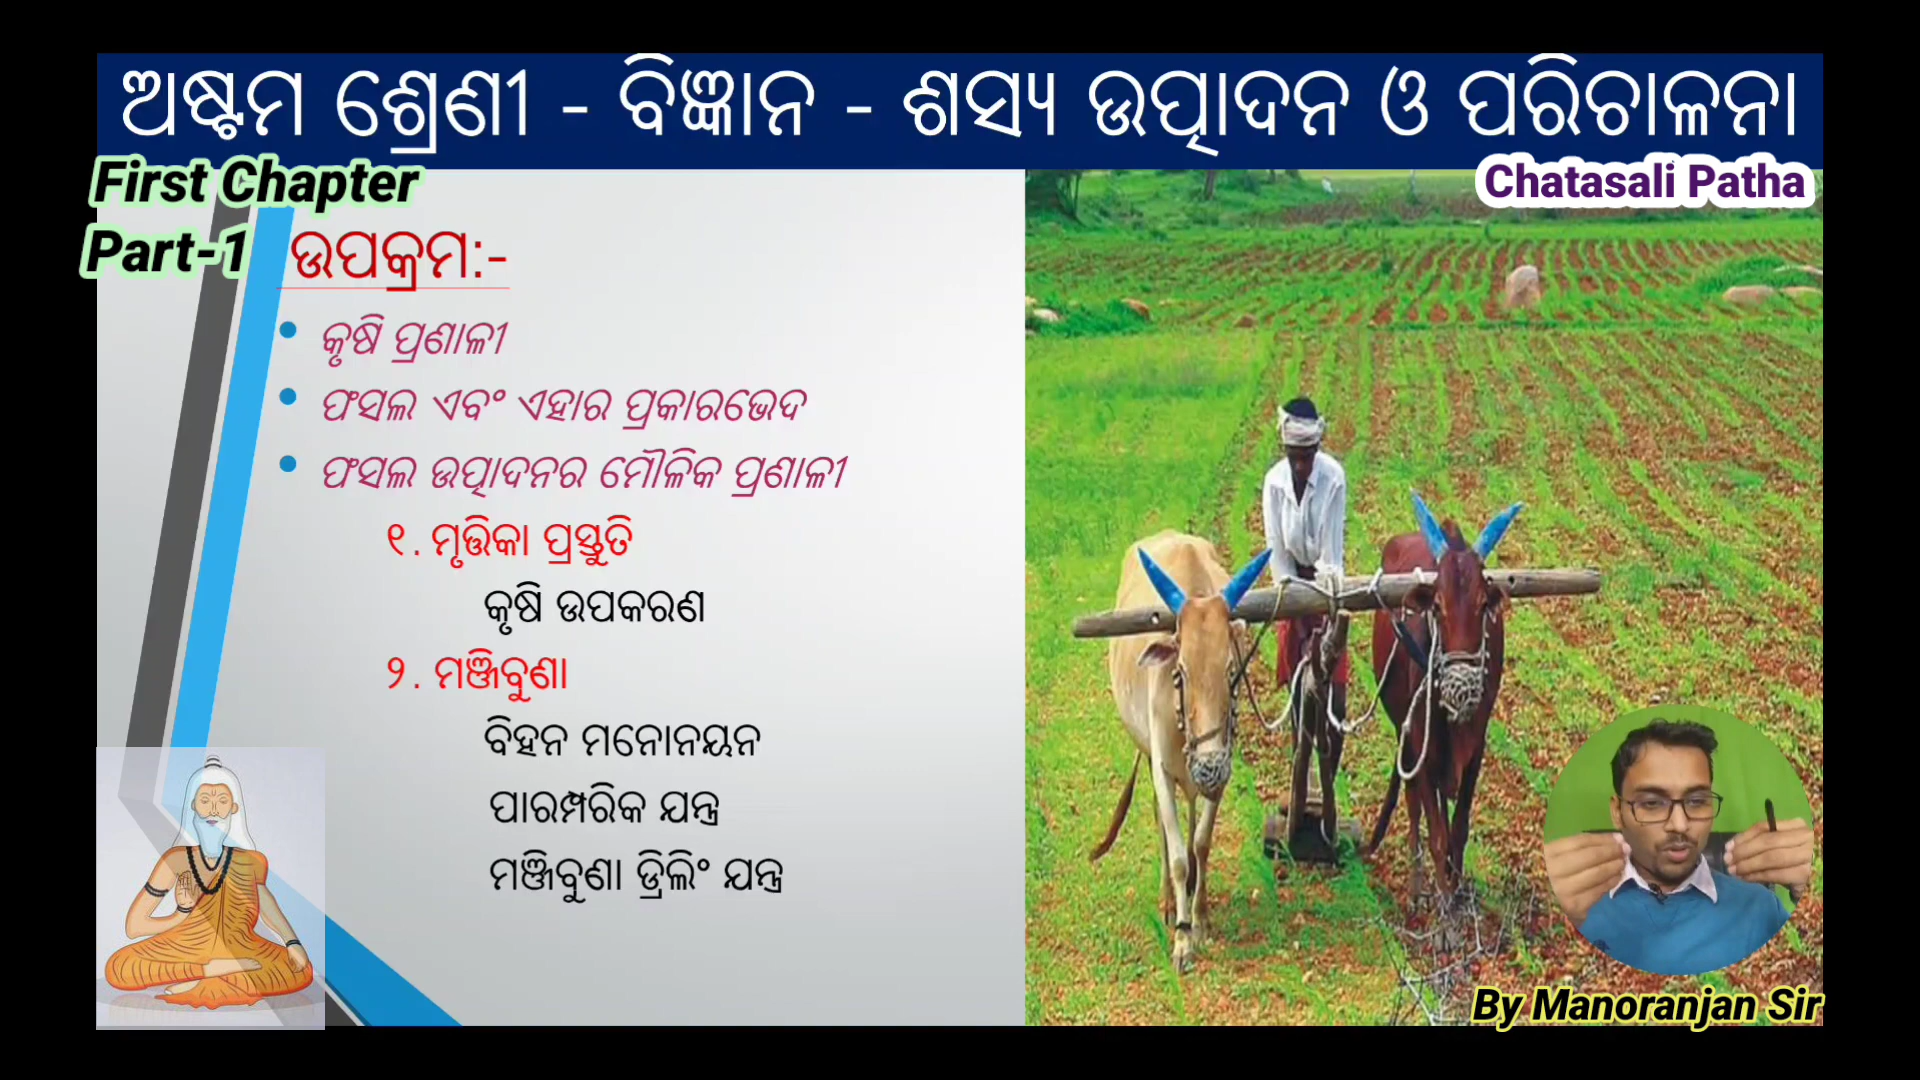 ଅଷ୍ଟମ ଶ୍ରେଣୀ - ବିଜ୍ଞାନ - ଶସ୍ୟ ଉତ୍ପାଦନ ଓ ପରିଚାଳନା
First Chapter
Chatasali Patha
Part-1
ଉପକ୍ରମ:-
• କୃଷି ପ୍ରଣାଳୀ
• ଫସଲ ଏବଂ ଏହାର ପ୍ରକାରଭେଦ
• ଫସଲ ଉତ୍ପାଦନର ମୌଳିକ ପ୍ରଣାଳୀ
୧. ମୃତ୍ତିକା ପ୍ରସ୍ତୁତି
କୃଷି ଉପକରଣ
୨. ମଞ୍ଜିବୁଣା
ବିହନ ମନୋନୟନ
ପାରମ୍ପରିକ ଯନ୍ତ୍ର
ମଞ୍ଜିବୁଣା ଡ୍ରିଲିଂ ଯନ୍ତ୍ର
By Manoranjan Sir